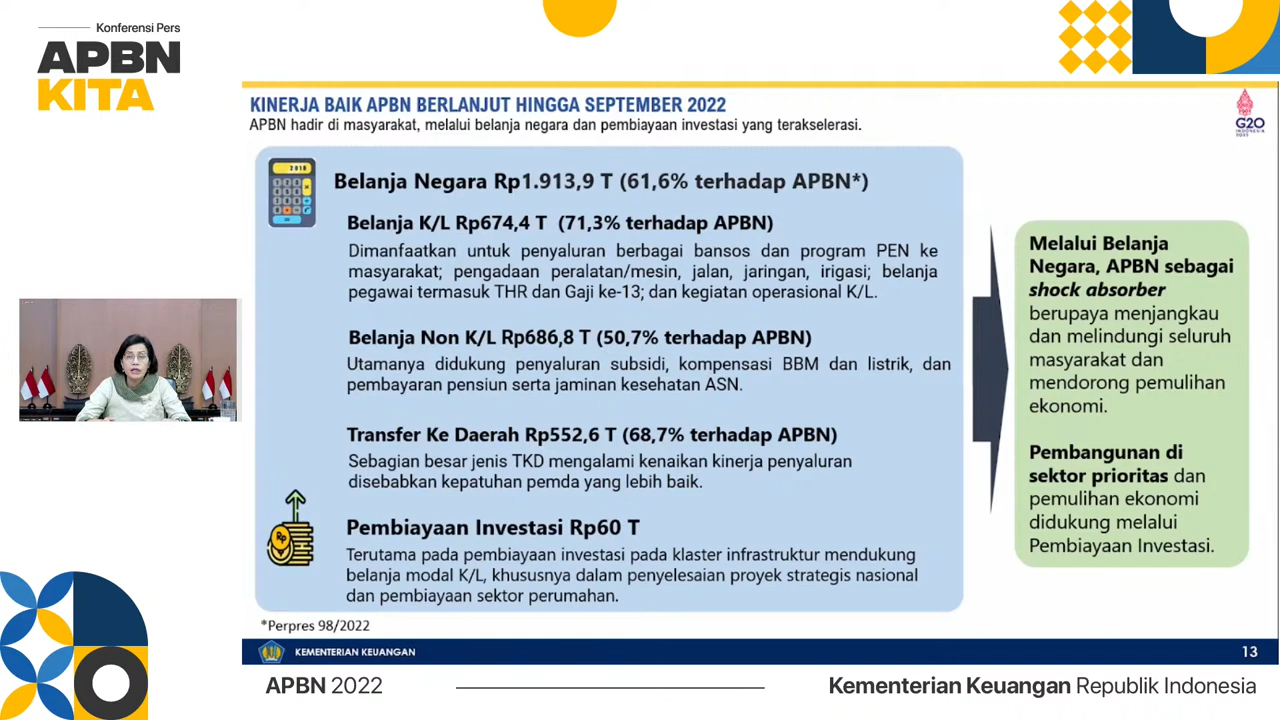 Konferensi Pers
APBN
KITA
KINERJA BAIK APBN BERLANJUT HINGGA SEPTEMBER 2022
APBN hadir di masyarakat, melalui belanja negara dan pembiayaan investasi yang terakselerasi.
G20
INDONESIA
2022
Belanja Negara Rp1.913,9 T (61,6% terhadap APBN*)
Belanja K/L Rp674,4 T (71,3% terhadap APBN)
Dimanfaatkan untuk penyaluran berbagai bansos dan program PEN ke
masyarakat; pengadaan peralatan/mesin, jalan, jaringan, irigasi; belanja
pegawai termasuk THR dan Gaji ke-13; dan kegiatan operasional K/L.
Belanja Non K/L Rp686,8 T (50,7% terhadap APBN)
Utamanya didukung penyaluran subsidi, kompensasi BBM dan listrik, dan
pembayaran pensiun serta jaminan kesehatan ASN.
Transfer Ke Daerah Rp552,6 T (68,7% terhadap APBN)
Sebagian besar jenis TKD mengalami kenaikan kinerja penyaluran
disebabkan kepatuhan pemda yang lebih baik.
Rp
Pembiayaan Investasi Rp60 T
Terutama pada pembiayaan investasi pada klaster infrastruktur mendukung
belanja modal K/L, khususnya dalam penyelesaian proyek strategis nasional
dan pembiayaan sektor perumahan.
Melalui Belanja
Negara, APBN sebagai
shock absorber
berupaya menjangkau
dan melindungi seluruh
masyarakat dan
mendorong pemulihan
ekonomi.
Pembangunan di
sektor prioritas dan
pemulihan ekonomi
didukung melalui
Pembiayaan Investasi.
*Perpres 98/2022
KEMENTERIAN KEUANGAN
13
APBN 2022
Kementerian Keuangan Republik Indonesia